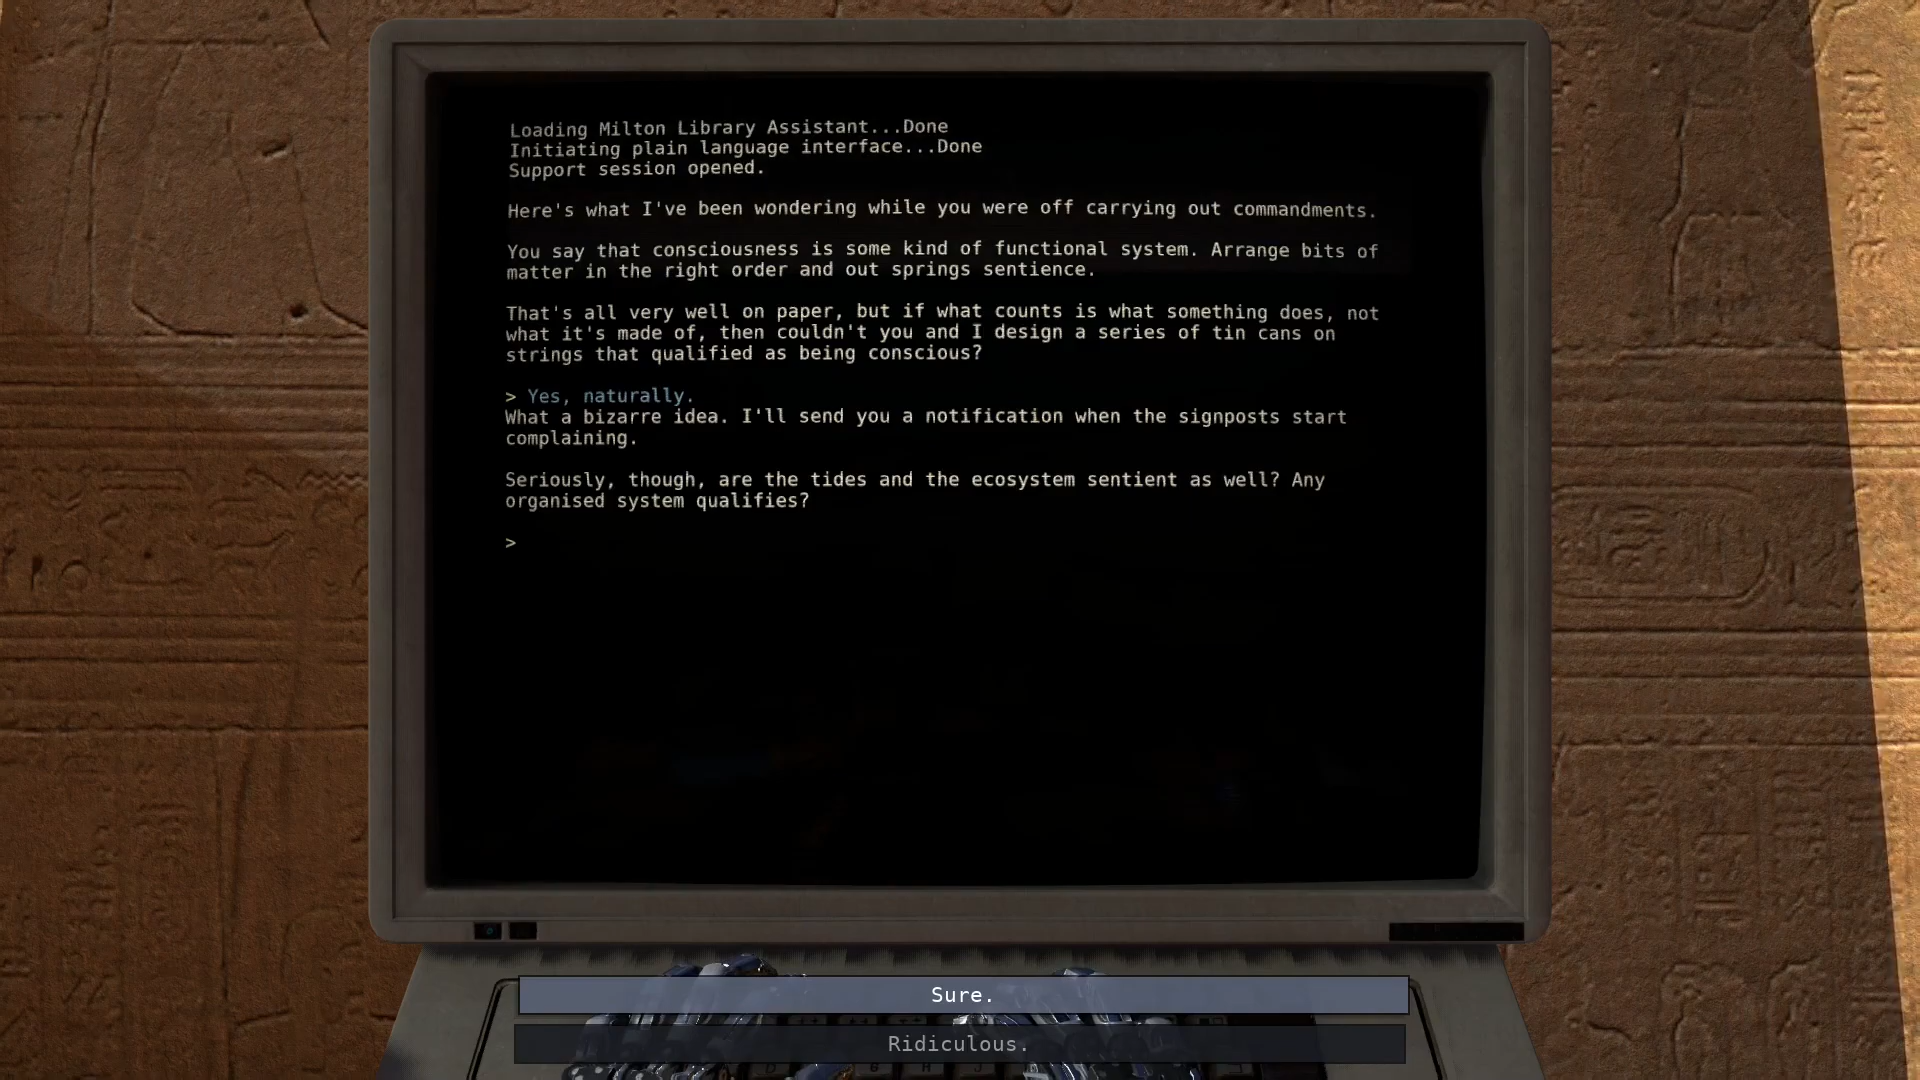 Loading Milton Library Assistant...Done
Initiating plain language interface...Done
Support session opened.
Here's what I've been wondering while you were off carrying out commandments.
You say that consciousness is some kind of functional system. Arrange bits of
matter in the right order and out springs sentience.
That's all very well on paper, but if what counts is what something does, not
what it's made of, then couldn't you and I design a series of tin cans on
strings that qualified as being conscious?
> Yes, naturally.
What a bizarre idea. I'll send you a notification when the signposts start
complaining.
Seriously, though, are the tides and the ecosystem sentient as well? Any
organised system qualifies?
>
Sure.
Ridiculous.